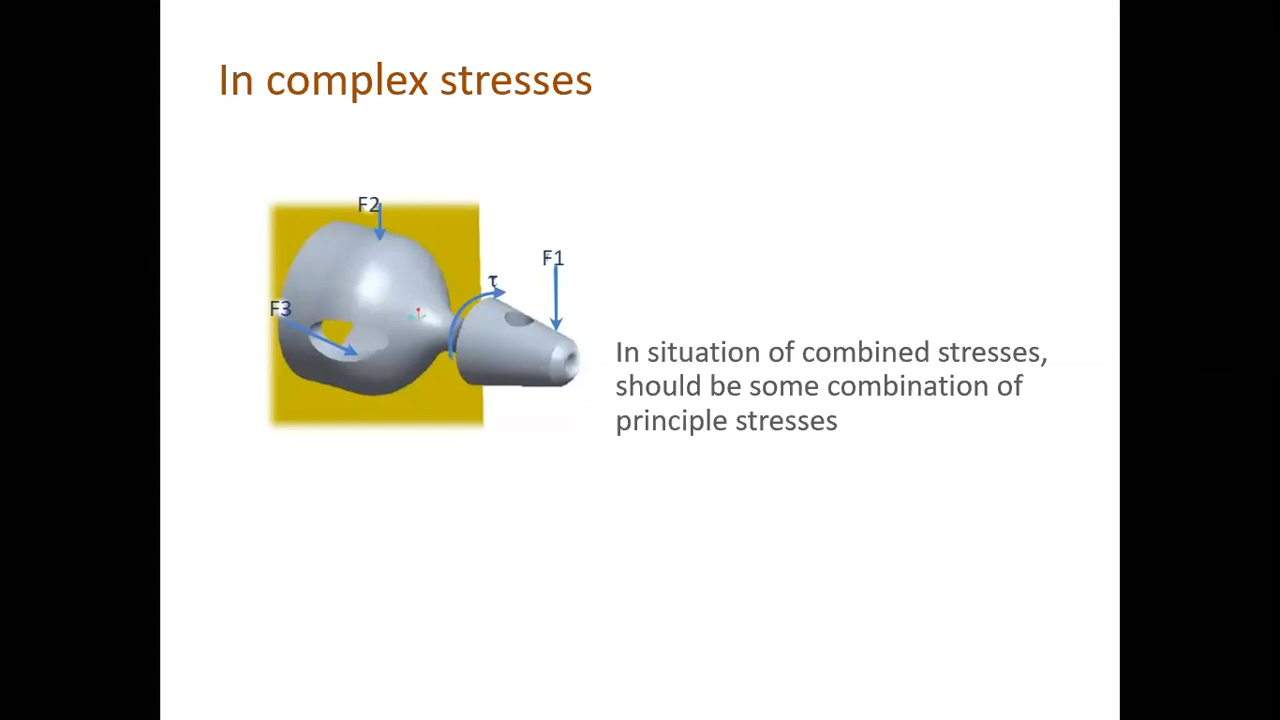 In complex stresses
F2
F1
τ
F3
In situation of combined stresses,
should be some combination of
principle stresses